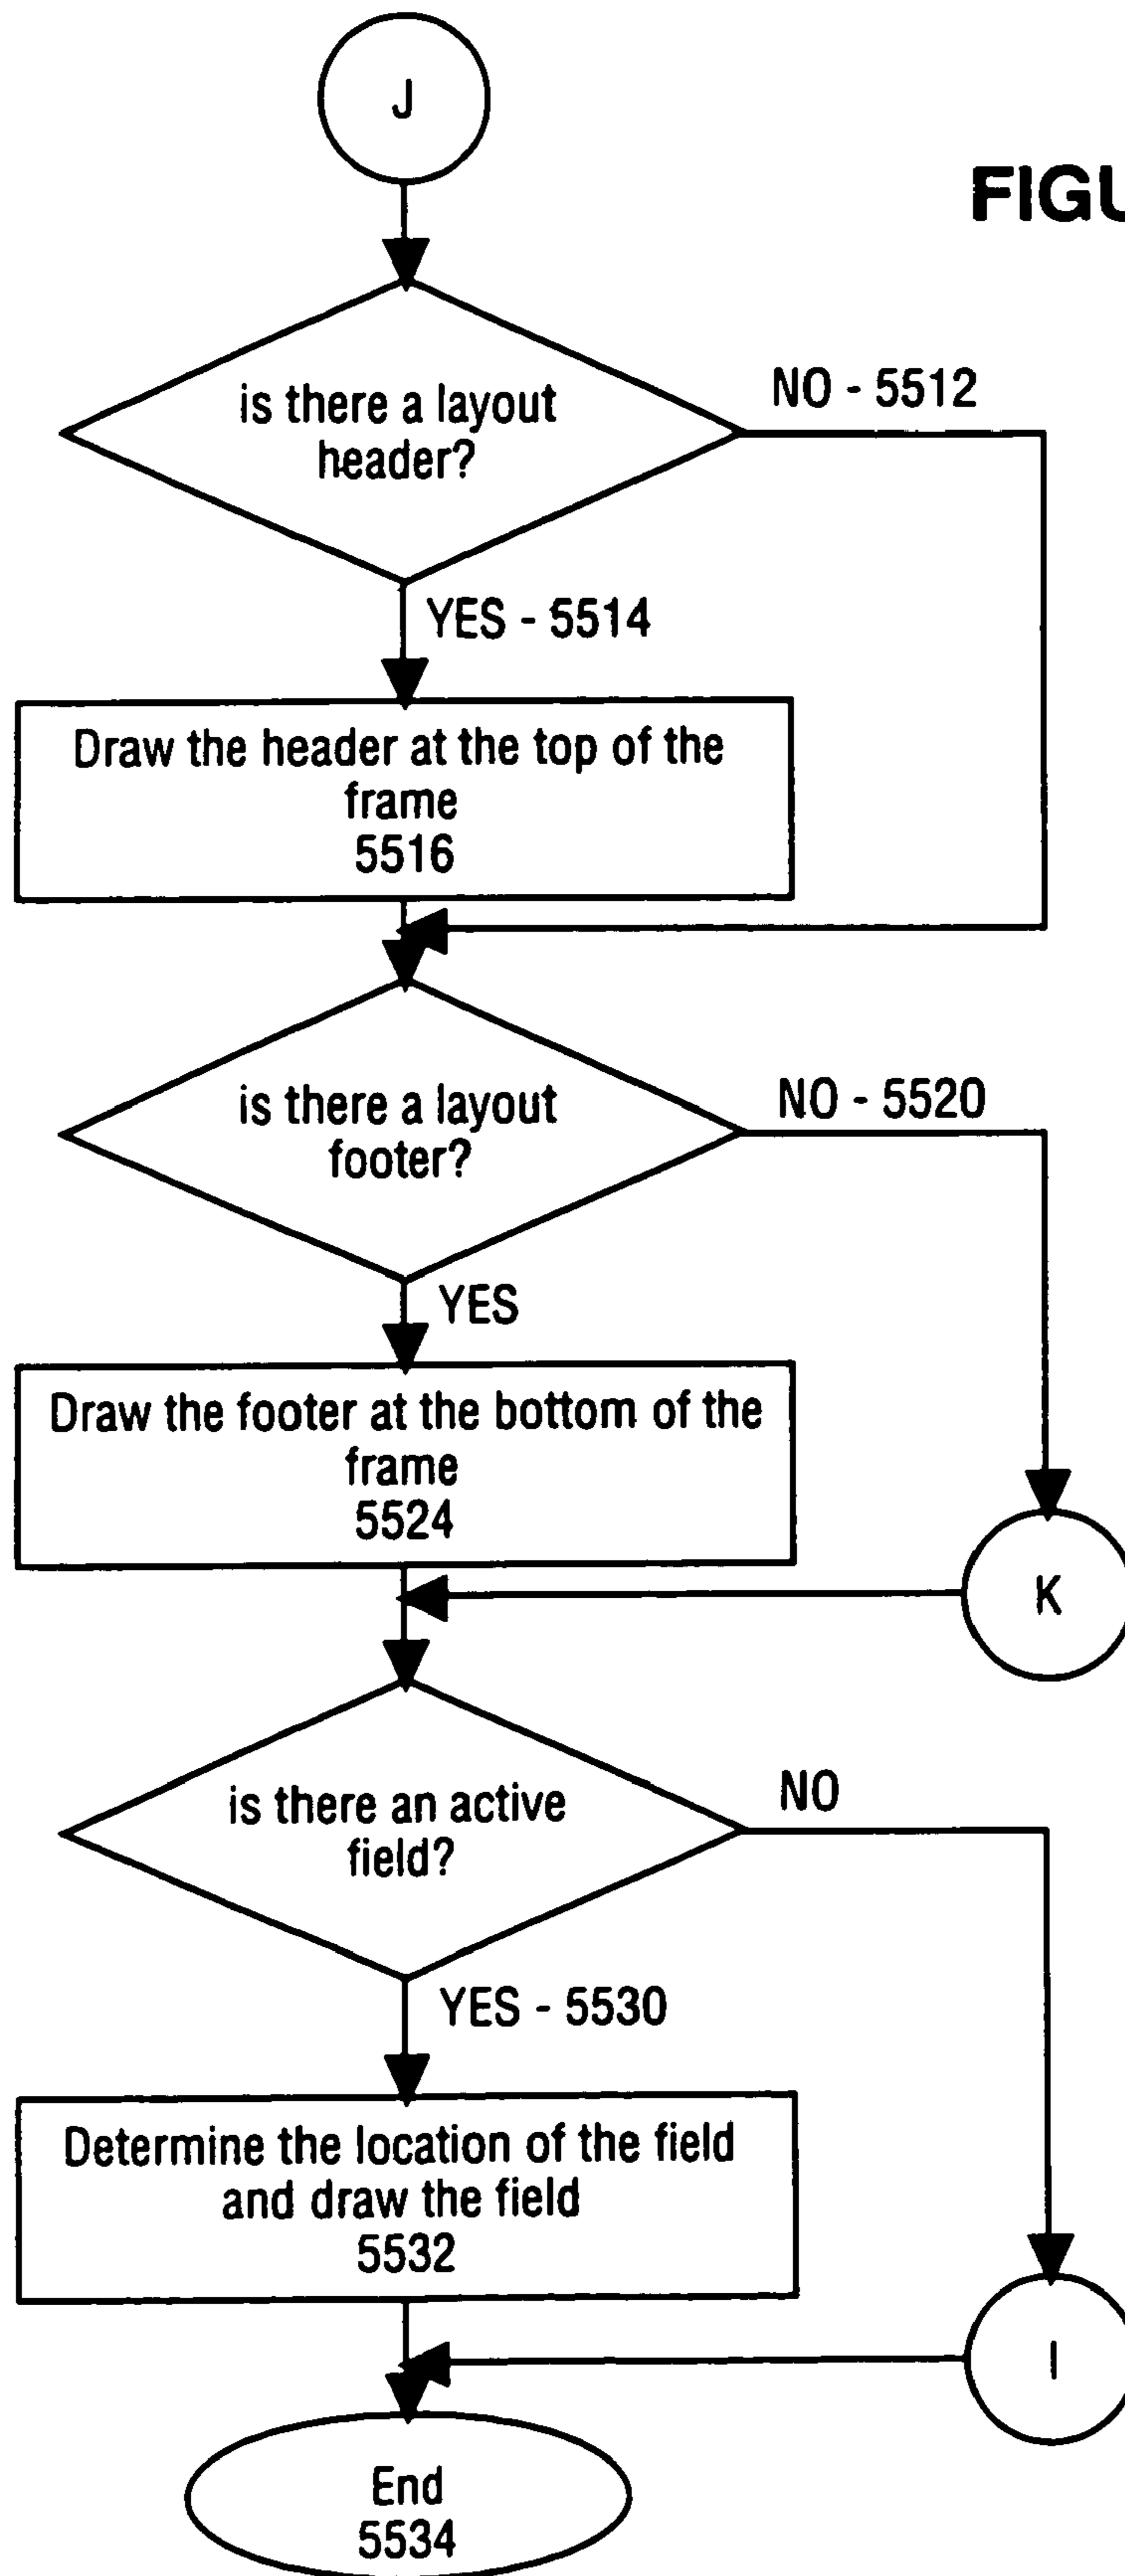 J
FIGU
is there a layout
header?
NO - 5512
YES - 5514
Draw the header at the top of the
frame
5516
is there a layout
footer?
NO - 5520
YES
Draw the footer at the bottom of the
frame
5524
K
is there an active
field?
NO
YES - 5530
Determine the location of the field
and draw the field
5532
I
End
5534